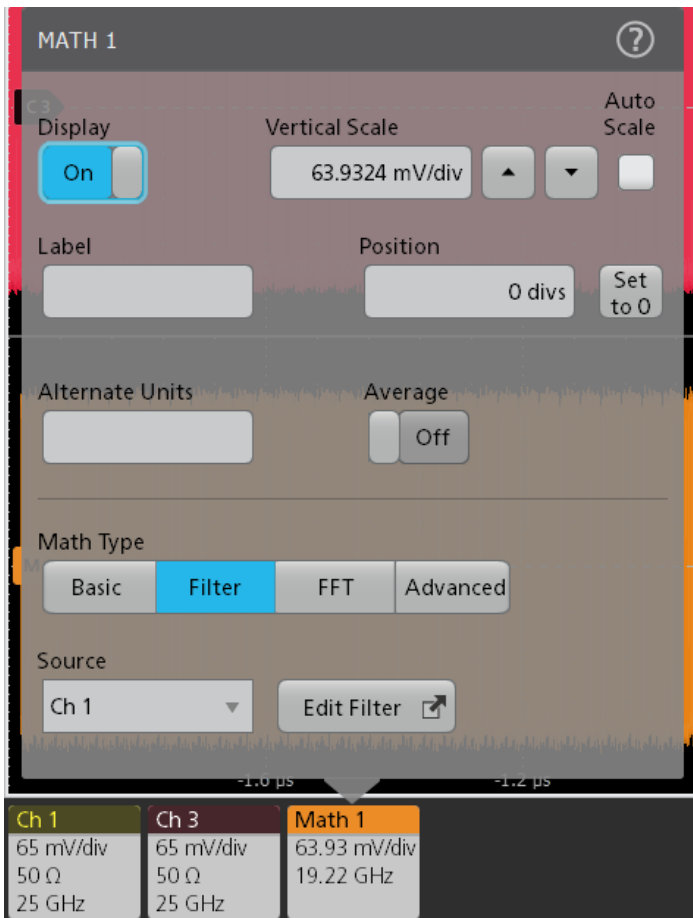 MATH 1
?
C3
Display
Vertical Scale
Auto
Scale
On
63.9324 mV/div
Label
Position
0 divs
Set
to 0
Alternate Units
Average
Off
Math Type
M
Basic
Filter
FFT
Advanced
Source
Ch 1
Edit Filter
-1.6 µs
-1.2 µs
Ch 1
65 mV/div
50 Ω
25 GHz
Ch 3
65 mV/div
50 Ω
25 GHz
Math 1
63.93 mV/div
19.22 GHz